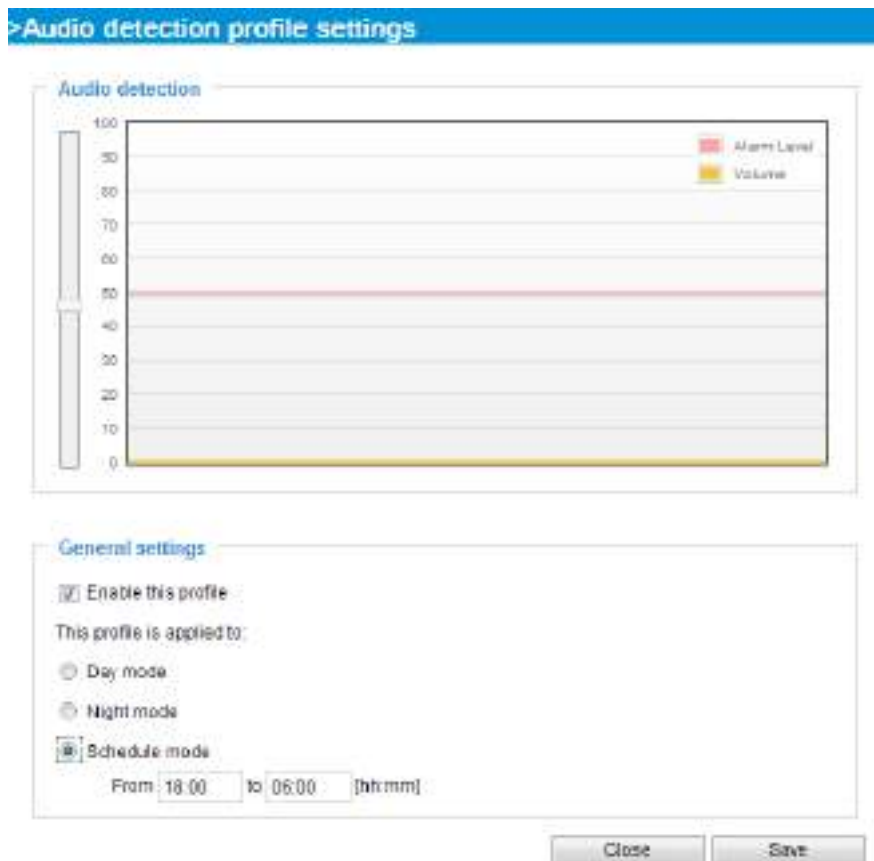 >Audio detection profile settings
Audio detection
100
90
80
70
60
50
40
30
20
10
0
Alarm Level
Volume
General settings
Enable this profile
This profile is applied to:
Day mode
Night mode
Schedule mode
From 18:00 to 06:00 [hh:mm]
Close Save